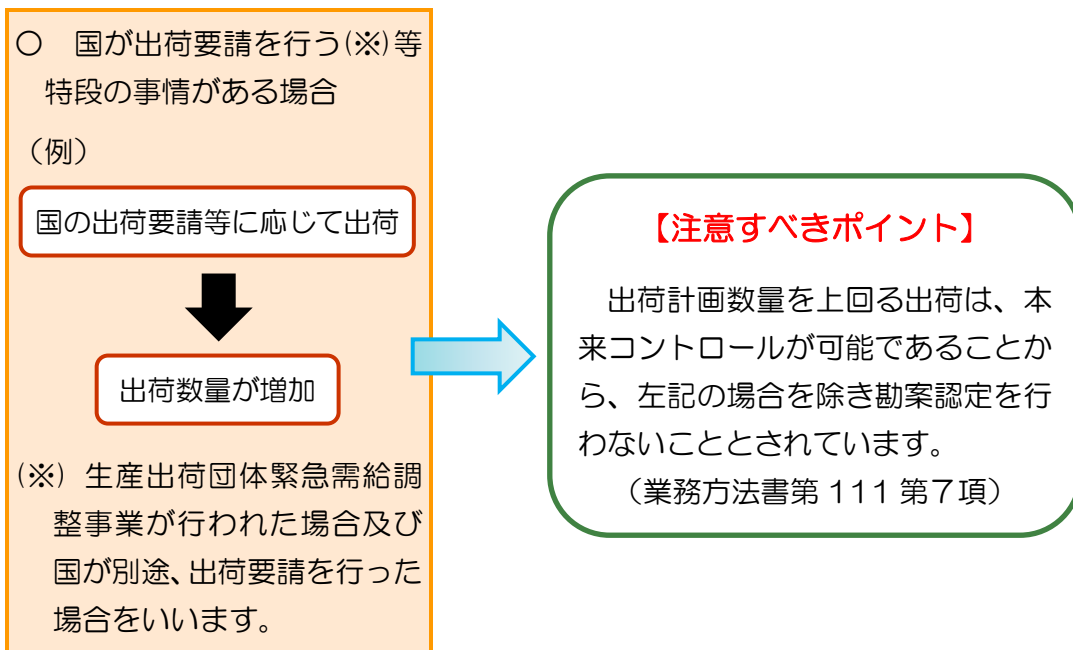 〇　国が出荷要請を行う(※)等
特段の事情がある場合
（例）
国の出荷要請等に応じて出荷
出荷数量が増加
(※) 生産出荷団体緊急需給調
整事業が行われた場合及び
国が別途、出荷要請を行った
場合をいいます。
【注意すべきポイント】
出荷計画数量を上回る出荷は、本
来コントロールが可能であることか
ら、左記の場合を除き勘案認定を行
わないこととされています。
（業務方法書第 111 第７項）